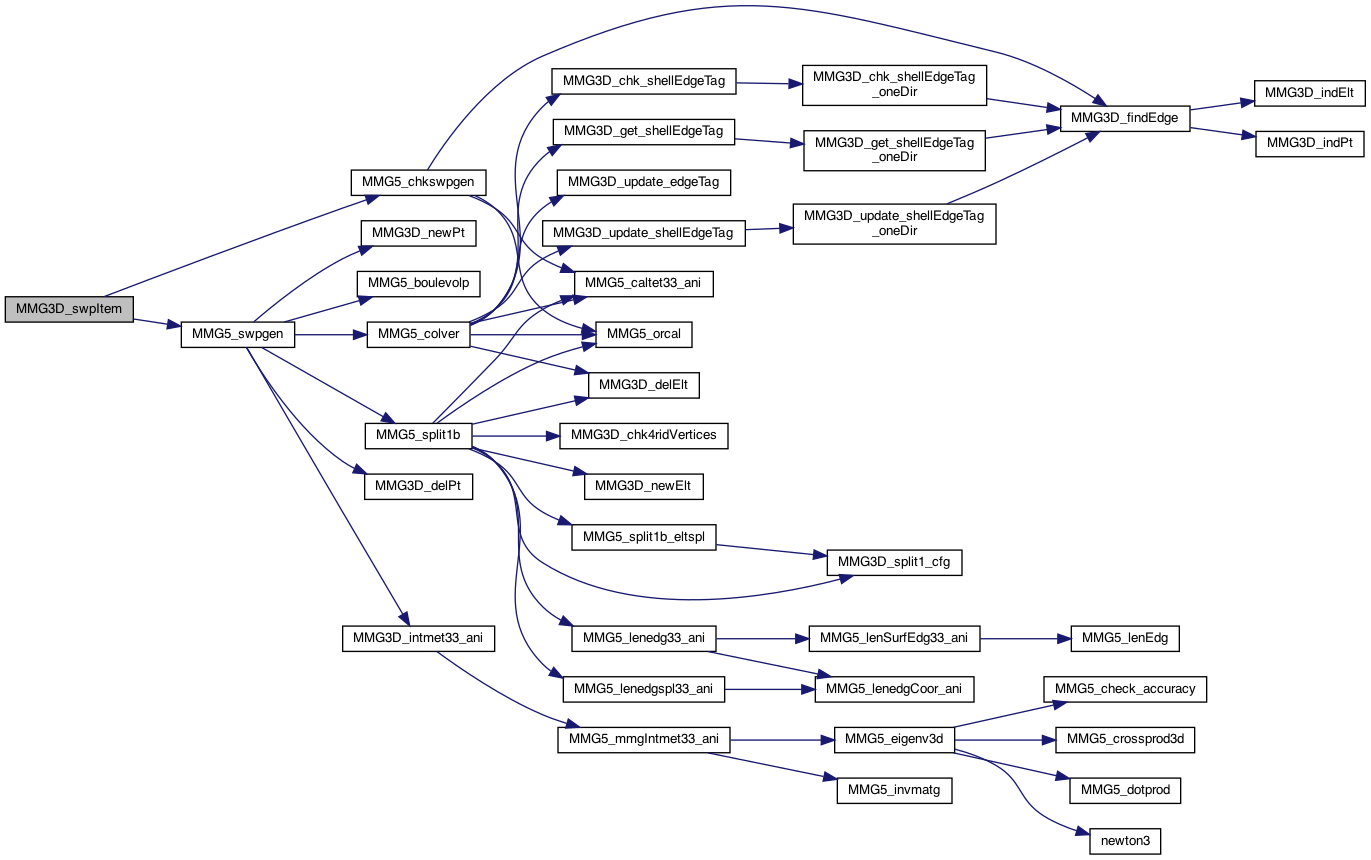 MMG3D_swpItem
MMG5_chkswpgen
MMG5_swpgen
MMG3D_newPt
MMG5_boulevolp
MMG5_colver
MMG5_split1b
MMG3D_delPt
MMG3D_intmet33_ani
MMG3D_chk_shellEdgeTag
MMG3D_get_shellEdgeTag
MMG3D_update_edgeTag
MMG3D_update_shellEdgeTag
MMG5_caltet33_ani
MMG5_orcal
MMG3D_delElt
MMG3D_chk4ridVertices
MMG3D_newElt
MMG5_split1b_eltspl
MMG5_lenedg33_ani
MMG5_lenedgspl33_ani
MMG5_mmgIntmet33_ani
MMG3D_chk_shellEdgeTag
_oneDir
MMG3D_get_shellEdgeTag
_oneDir
MMG3D_update_shellEdgeTag
_oneDir
MMG3D_split1_cfg
MMG5_lenSurfEdg33_ani
MMG5_lenedgCoor_ani
MMG5_eigenv3d
MMG5_invmatg
MMG3D_findEdge
MMG5_lenEdg
MMG5_check_accuracy
MMG5_crossprod3d
MMG5_dotprod
newton3
MMG3D_indElt
MMG3D_indPt